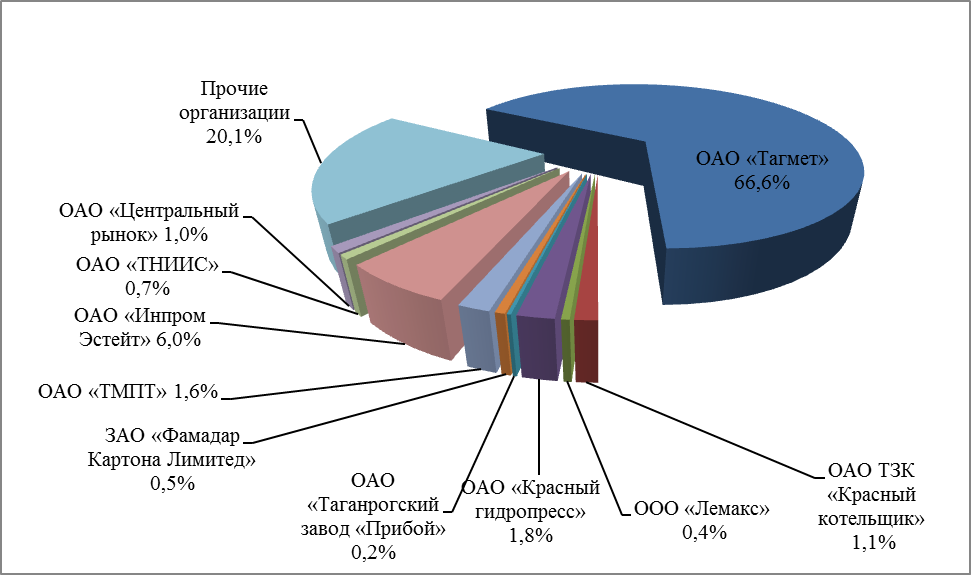 Прочие
организации
20,1%
ОАО «Тагмет»
66,6%
ОАО «Центральный
рынок» 1,0%
ОАО «ТНИИС»
0,7%
ОАО «Инпром
Эстейт» 6,0%
ОАО «ТМПТ» 1,6%
ЗАО «Фамадар
Картона Лимитед»
0,5%
ОАО
«Таганрогский
завод «Прибой»
0,2%
ОАО «Красный
гидропресс»
1,8%
ООО «Лемакс»
0,4%
ОАО ТЗК
«Красный
котельщик»
1,1%